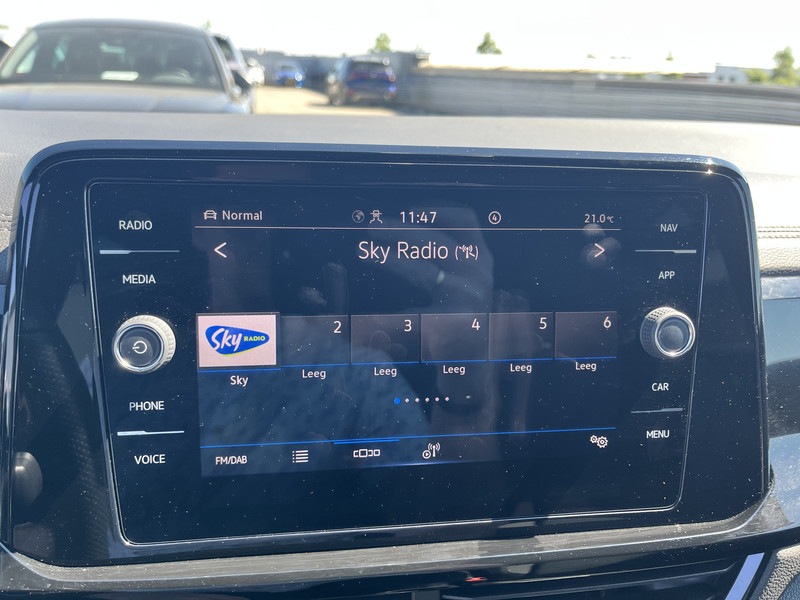 RADIO
MEDIA
PHONE
VOICE
Normal 11:47 4 21.0°C
Sky Radio
Sky RADIO 2 3 4 5 6
Sky Leeg Leeg Leeg Leeg Leeg
FM/DAB
NAV
APP
CAR
MENU